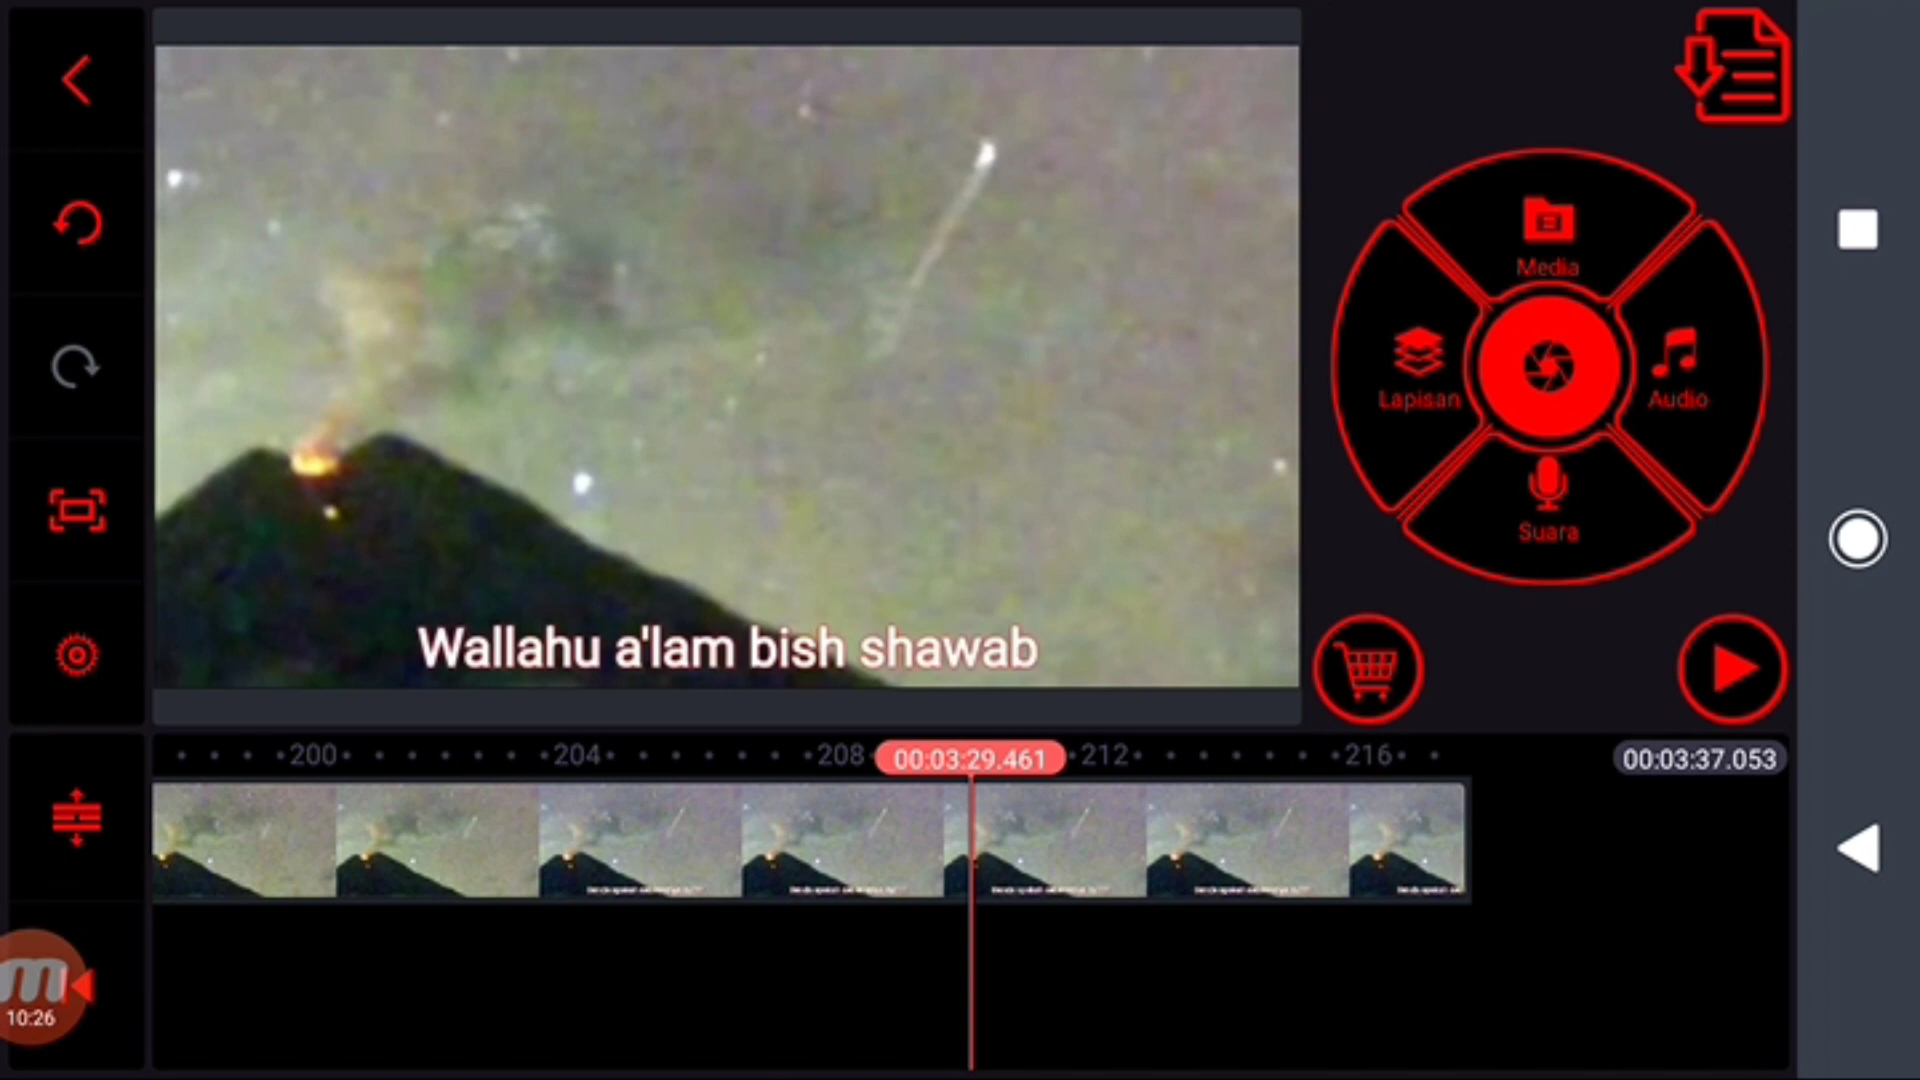 Media
Lapisan
Audio
Suara
Wallahu a'lam bish shawab
200
204
208
00:03:29.461
212
216
00:03:37.053
m
10:26